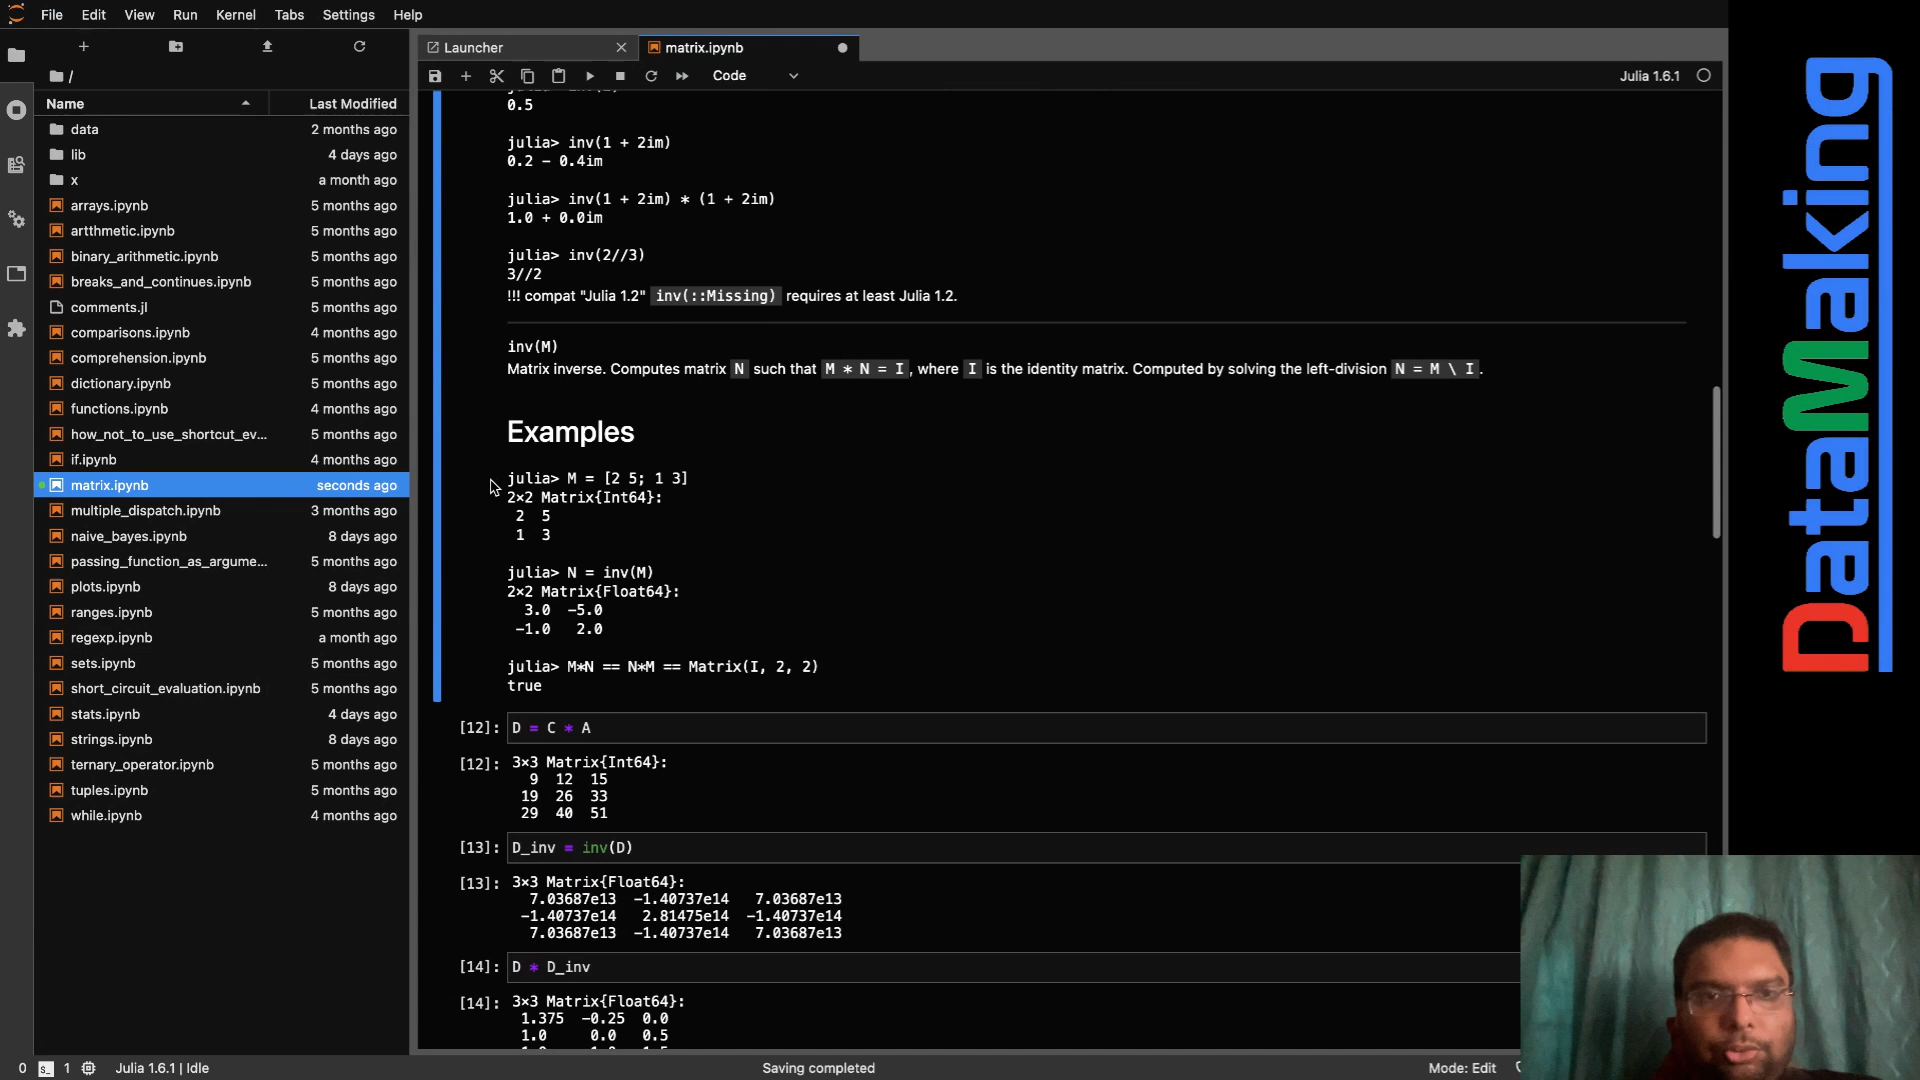 File Edit View Run Kernel Tabs Settings Help
Launcher
matrix.ipynb
Code
Julia 1.6.1
/
Name Last Modified
data 2 months ago
lib 4 days ago
x a month ago
arrays.ipynb 5 months ago
artthmetic.ipynb 5 months ago
binary_arithmetic.ipynb 5 months ago
breaks_and_continues.ipynb 5 months ago
comments.jl 5 months ago
comparisons.ipynb 4 months ago
comprehension.ipynb 5 months ago
dictionary.ipynb 5 months ago
functions.ipynb 4 months ago
how_not_to_use_shortcut_ev... 5 months ago
if.ipynb 4 months ago
matrix.ipynb seconds ago
multiple_dispatch.ipynb 3 months ago
naive_bayes.ipynb 8 days ago
passing_function_as_argume... 5 months ago
plots.ipynb 8 days ago
ranges.ipynb 5 months ago
regexp.ipynb a month ago
sets.ipynb 5 months ago
short_circuit_evaluation.ipynb 5 months ago
stats.ipynb 4 days ago
strings.ipynb 8 days ago
ternary_operator.ipynb 5 months ago
tuples.ipynb 5 months ago
while.ipynb 4 months ago
0.5
julia> inv(1 + 2im)
0.2 - 0.4im
julia> inv(1 + 2im) * (1 + 2im)
1.0 + 0.0im
julia> inv(2//3)
3//2
!!! compat "Julia 1.2" inv(::Missing) requires at least Julia 1.2.
inv(M)
Matrix inverse. Computes matrix N such that M * N = I, where I is the identity matrix. Computed by solving the left-division N = M \ I.
Examples
julia> M = [2 5; 1 3]
2×2 Matrix{Int64}:
2 5
1 3
julia> N = inv(M)
2×2 Matrix{Float64}:
3.0 -5.0
-1.0 2.0
julia> M*N == N*M == Matrix(I, 2, 2)
true
[12]: D = C * A
[12]: 3×3 Matrix{Int64}:
9 12 15
19 26 33
29 40 51
[13]: D_inv = inv(D)
[13]: 3×3 Matrix{Float64}:
7.03687e13 -1.40737e14 7.03687e13
-1.40737e14 2.81475e14 -1.40737e14
7.03687e13 -1.40737e14 7.03687e13
[14]: D * D_inv
[14]: 3×3 Matrix{Float64}:
1.375 -0.25 0.0
1.0 0.0 0.5
0 1 Julia 1.6.1 | Idle
Saving completed
Mode: Edit
DataMaking